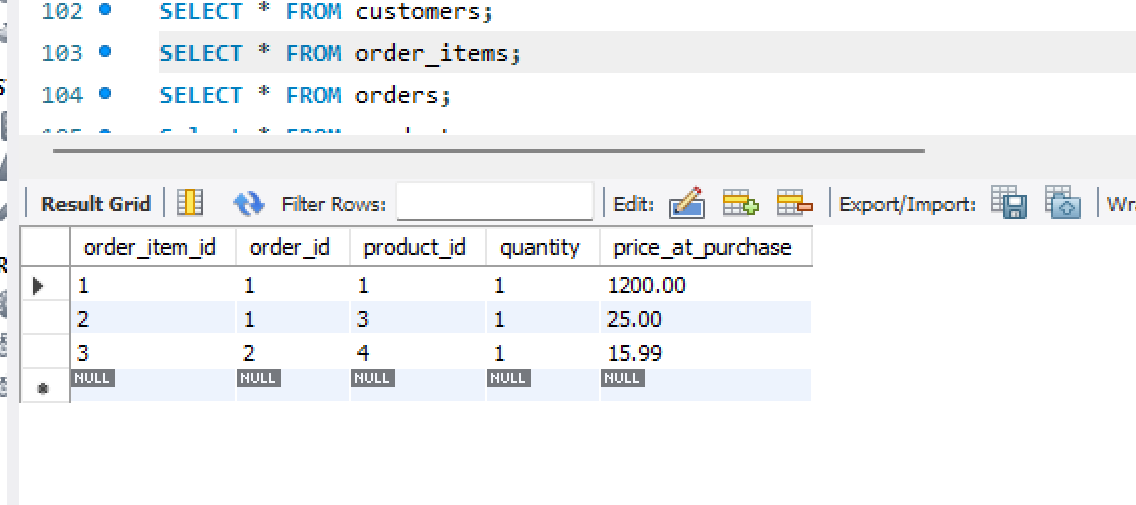 102 SELECT * FROM customers;
103 SELECT * FROM order_items;
104 SELECT * FROM orders;
Result Grid Filter Rows: Edit: Export/Import:
order_item_id order_id product_id quantity price_at_purchase
1 1 1 1 1200.00
2 1 3 1 25.00
3 2 4 1 15.99
NULL NULL NULL NULL NULL